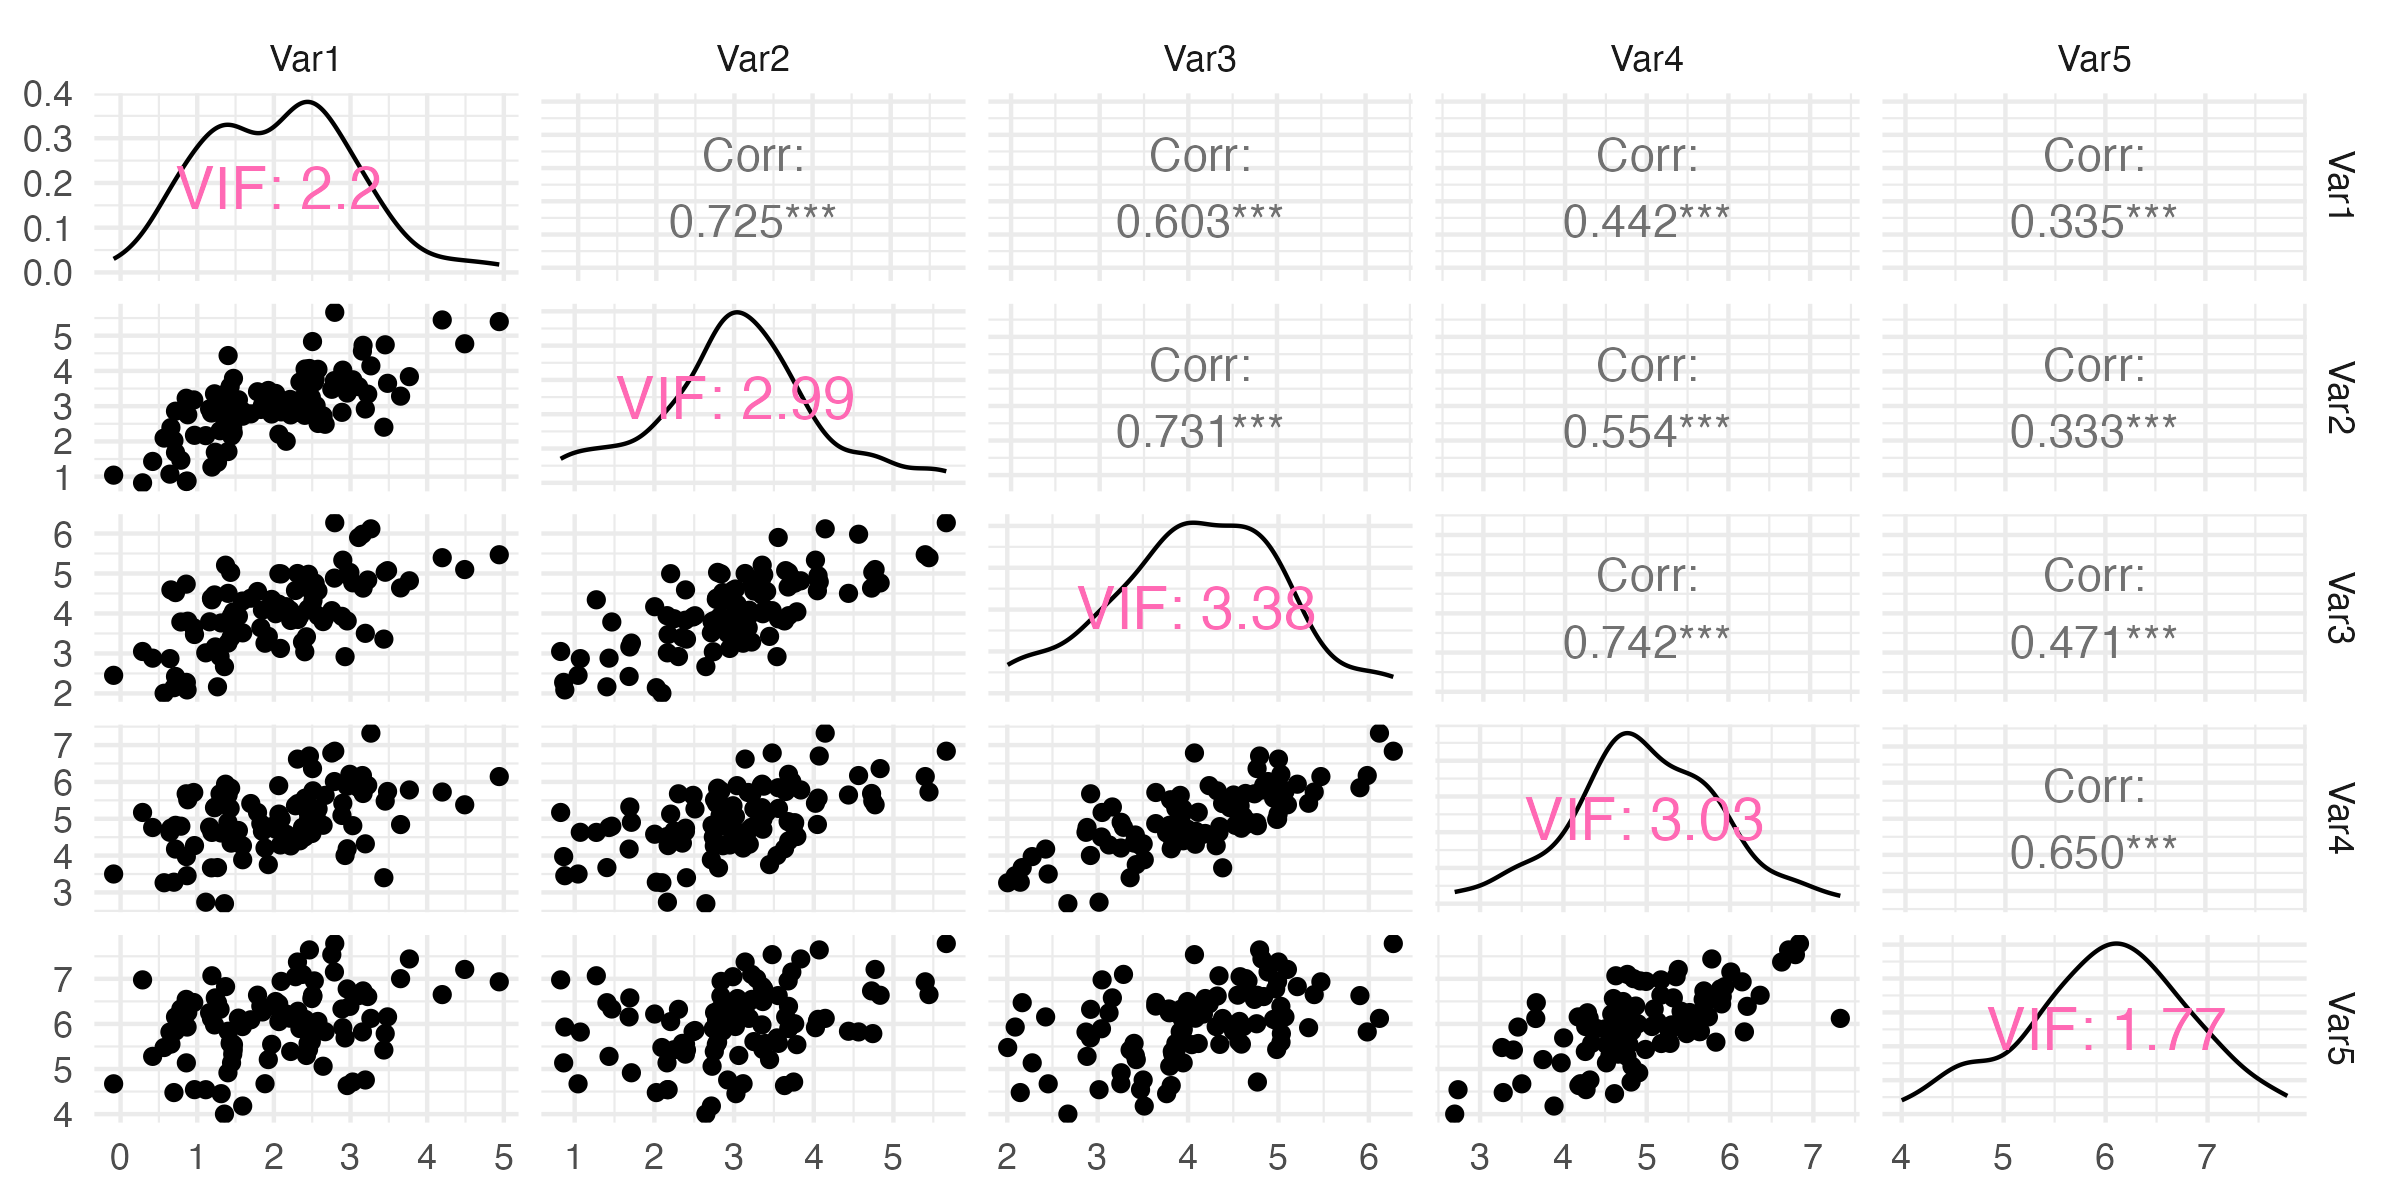 Var1 Var2 Var3 Var4 Var5
0.4
0.3
0.2
0.1
0.0
VIF: 2.2
Corr:
0.725***
Corr:
0.603***
Corr:
0.442***
Corr:
0.335***
Var1
5
4
3
2
1
VIF: 2.99
Corr:
0.731***
Corr:
0.554***
Corr:
0.333***
Var2
6
5
4
3
2
VIF: 3.38
Corr:
0.742***
Corr:
0.471***
Var3
7
6
5
4
3
VIF: 3.03
Corr:
0.650***
Var4
7
6
5
4
VIF: 1.77
Var5
0 1 2 3 4 5
1 2 3 4 5
2 3 4 5 6
3 4 5 6 7
4 5 6 7